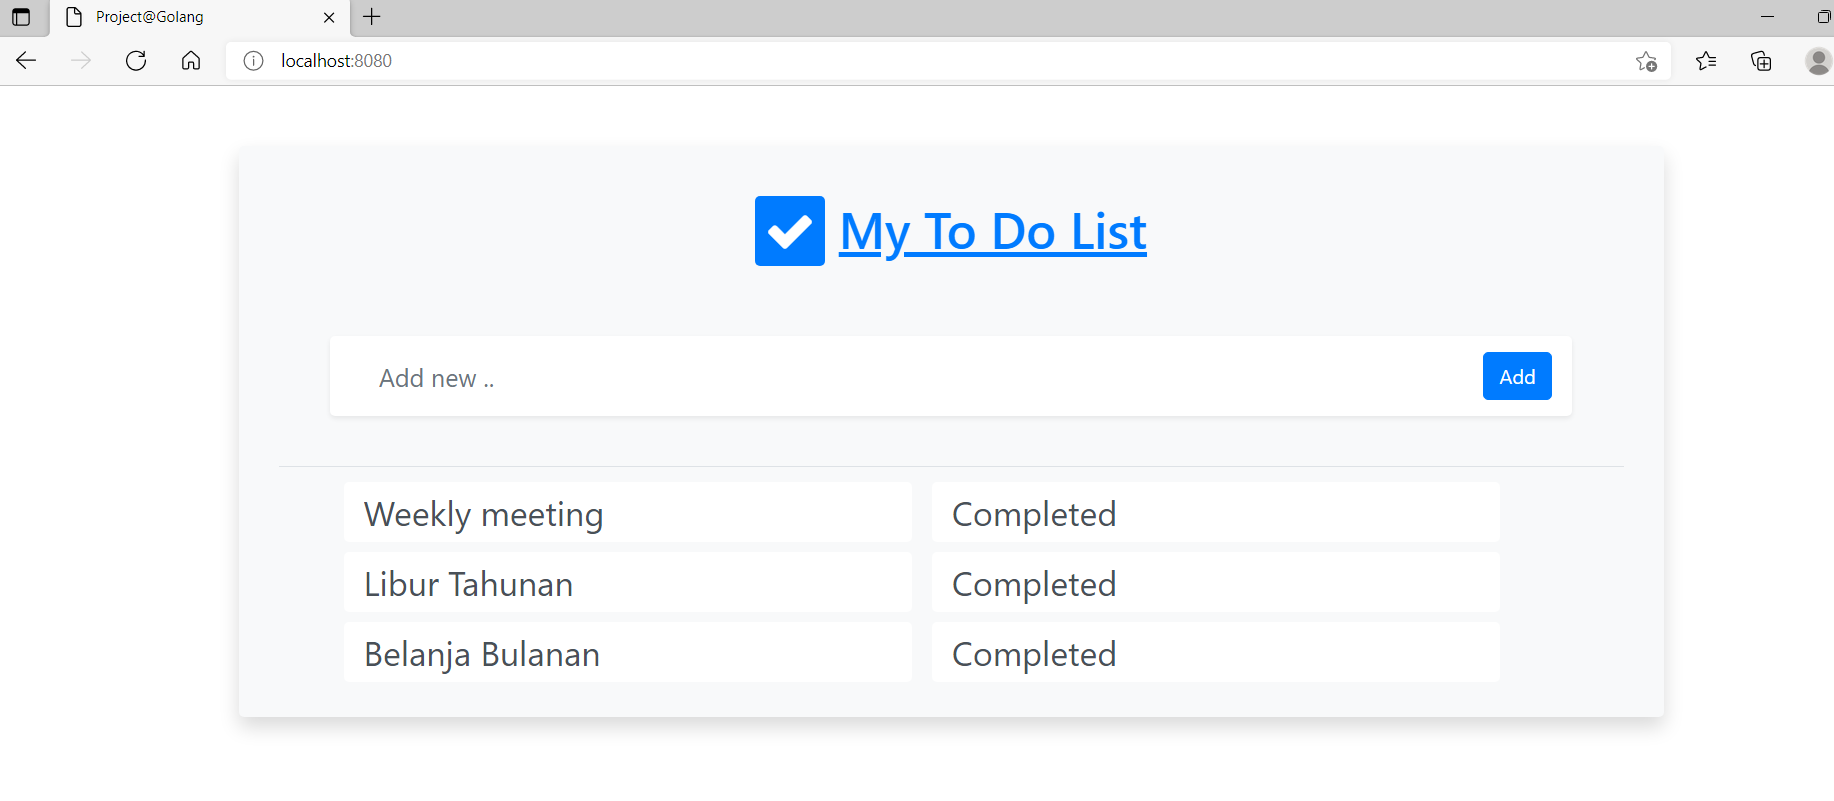 Project@Golang
localhost:8080
My To Do List
Add new ..
Add
Weekly meeting Completed
Libur Tahunan Completed
Belanja Bulanan Completed